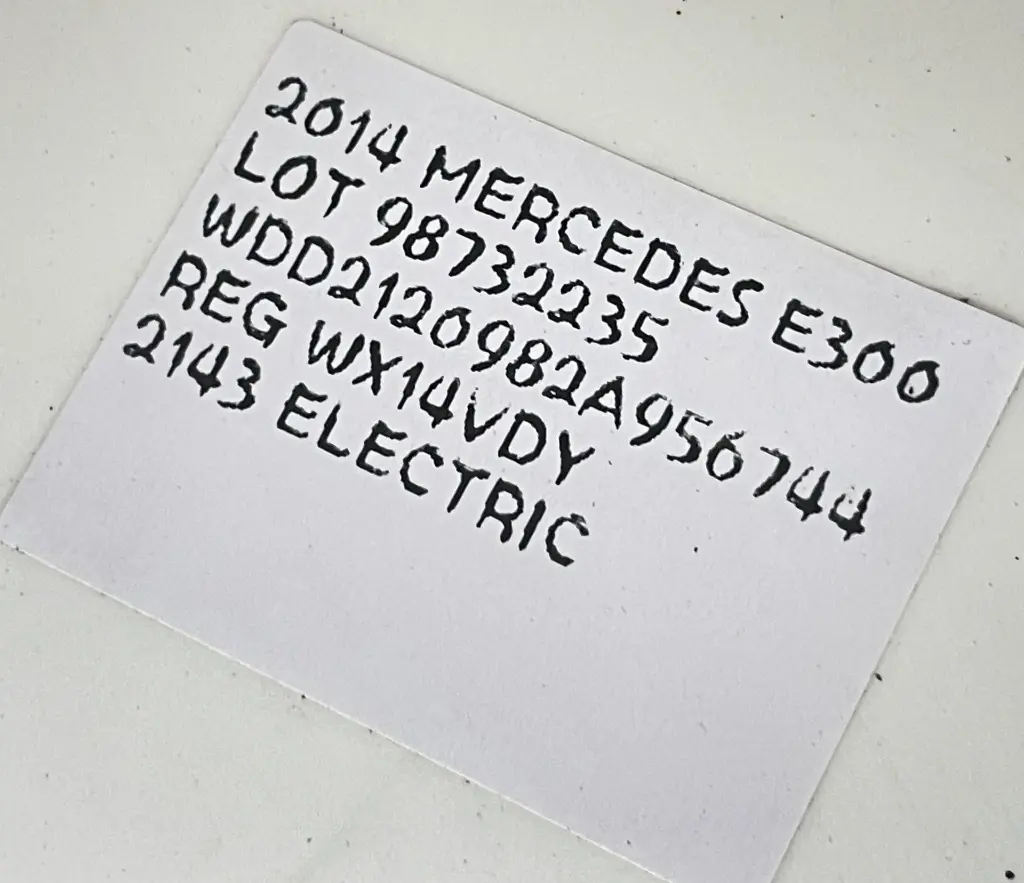 2014 MERCEDES E300
LOT 98732235
WDD2120982A956744
REG WX14VDY
2143 ELECTRIC